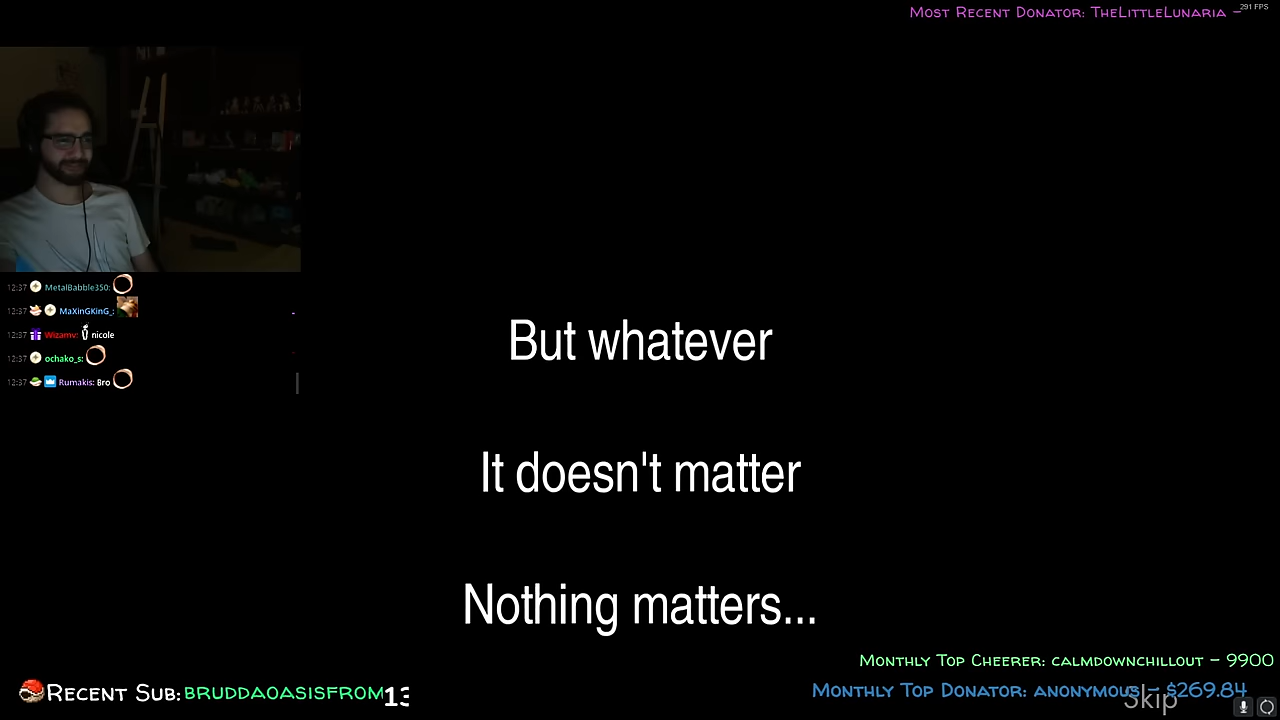 Most Recent Donator: TheLittleLunaria –
291 FPS
12:37 MetalBabble350:
12:37 MaXinGKinG_:
12:37 Wizamv: nicole
12:37 ochako_s:
12:37 Rumakis: Bro
But whatever
It doesn't matter
Nothing matters...
Monthly Top Cheerer: calmdownchillout – 9900
Recent Sub: bruddaoasisfrom13
Monthly Top Donator: anonymous – $269.84
Skip